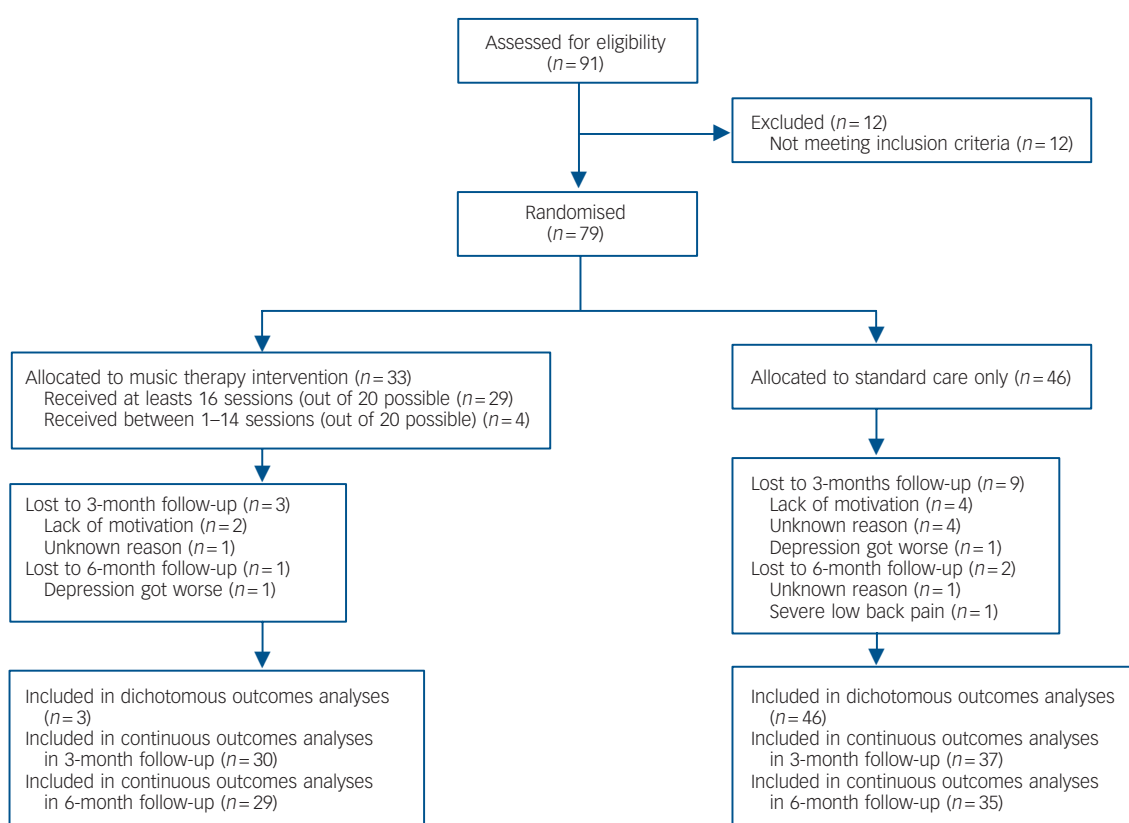 Assessed for eligibility
(n=91)
Excluded (n=12)
Not meeting inclusion criteria (n=12)
Randomised
(n=79)
Allocated to music therapy intervention (n=33)
Received at leasts 16 sessions (out of 20 possible (n=29)
Received between 1–14 sessions (out of 20 possible) (n=4)
Allocated to standard care only (n=46)
Lost to 3-month follow-up (n=3)
Lack of motivation (n=2)
Unknown reason (n=1)
Lost to 6-month follow-up (n=1)
Depression got worse (n=1)
Lost to 3-months follow-up (n=9)
Lack of motivation (n=4)
Unknown reason (n=4)
Depression got worse (n=1)
Lost to 6-month follow-up (n=2)
Unknown reason (n=1)
Severe low back pain (n=1)
Included in dichotomous outcomes analyses
(n=3)
Included in continuous outcomes analyses
in 3-month follow-up (n=30)
Included in continuous outcomes analyses
in 6-month follow-up (n=29)
Included in dichotomous outcomes analyses
(n=46)
Included in continuous outcomes analyses
in 3-month follow-up (n=37)
Included in continuous outcomes analyses
in 6-month follow-up (n=35)